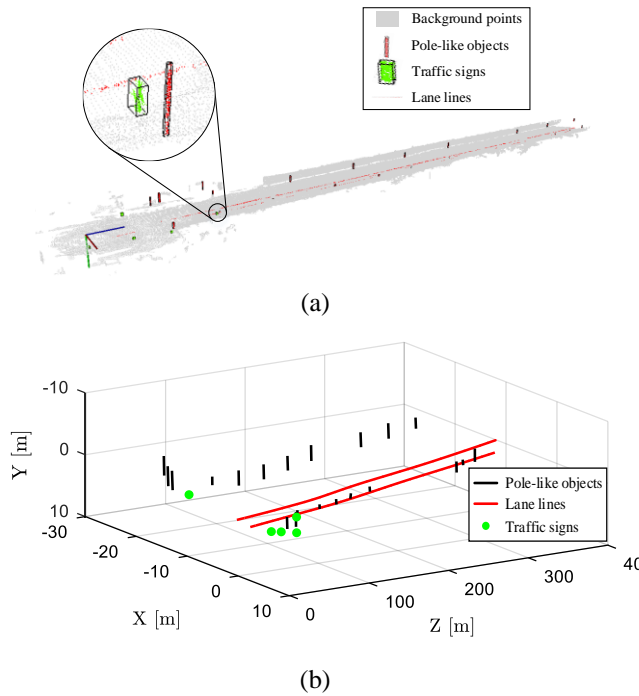 Background points
Pole-like objects
Traffic signs
Lane lines
(a)
-10
0
10
Y [m]
-30
-20
-10
0
10
X [m]
0
100
200
300
40
Z [m]
Pole-like objects
Lane lines
Traffic signs
(b)